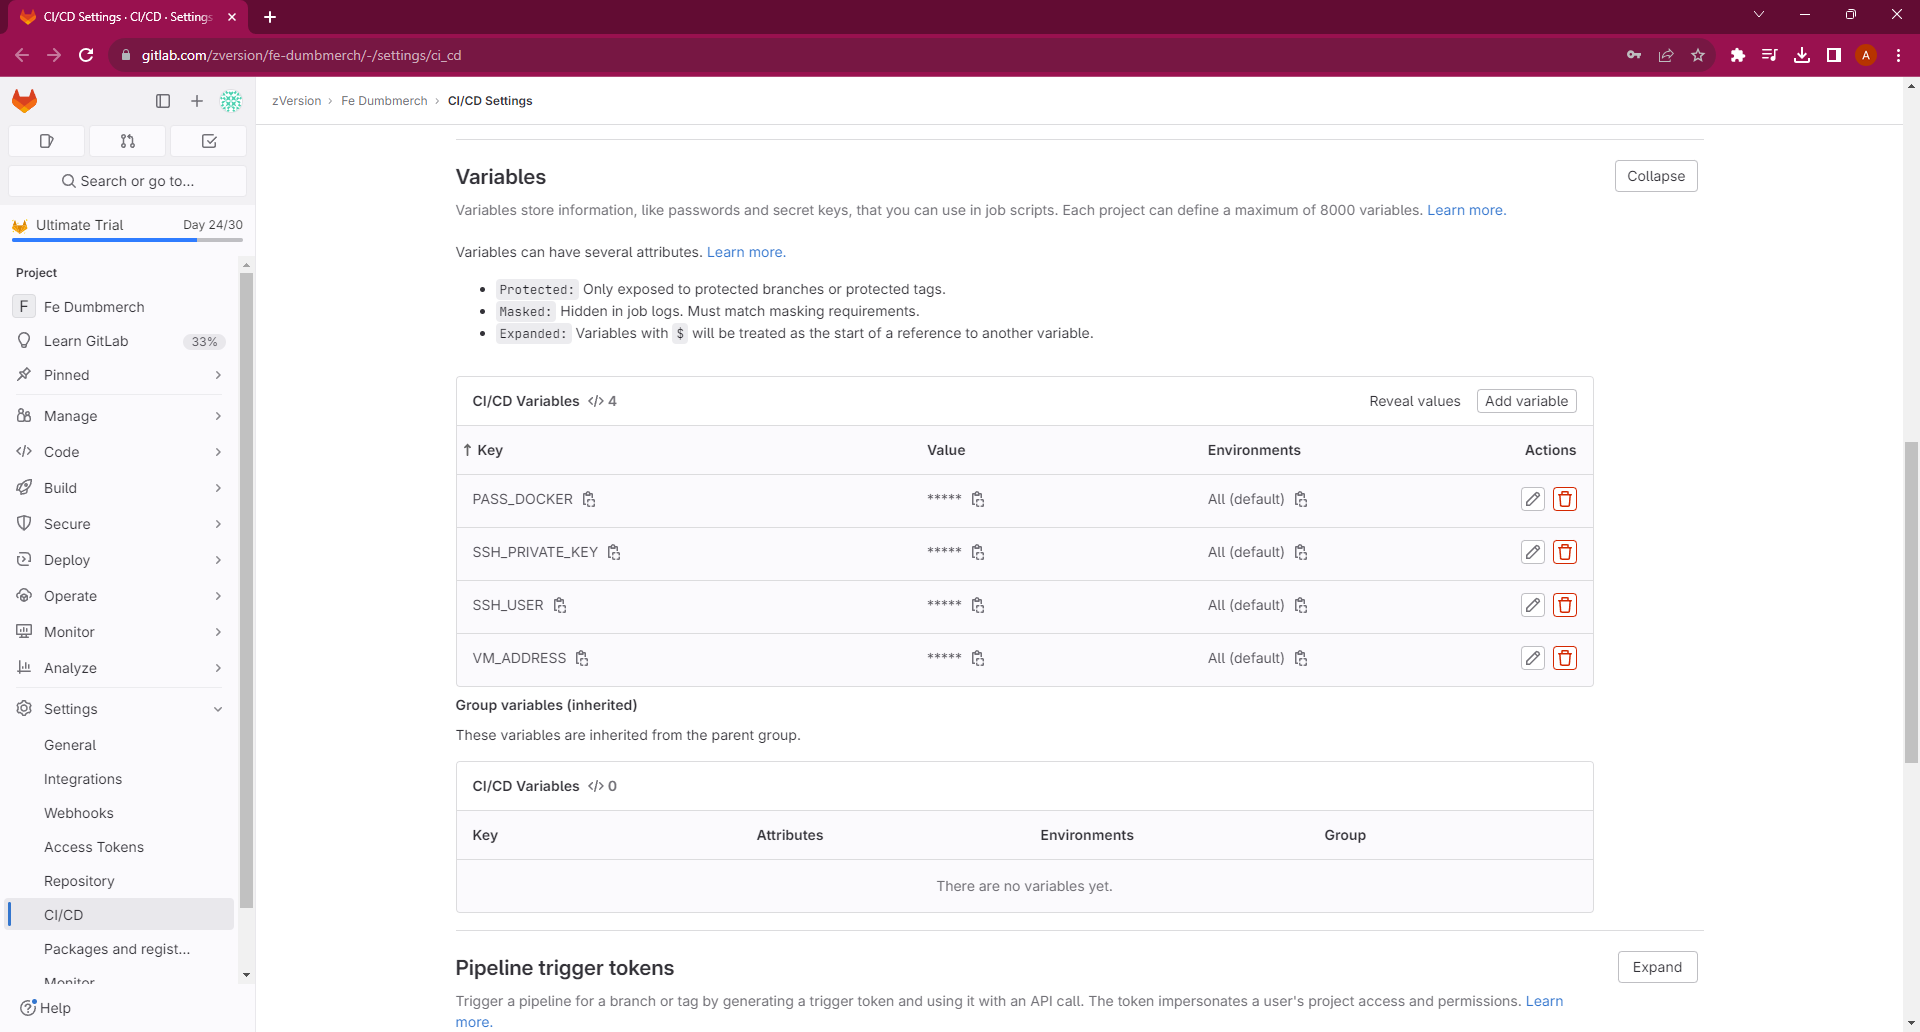 CI/CD Settings · CI/CD · Settings
gitlab.com/zversion/fe-dumbmerch/-/settings/ci_cd
A
zVersion › Fe Dumbmerch › CI/CD Settings
Search or go to...
Ultimate Trial Day 24/30
Project
F Fe Dumbmerch
Learn GitLab 33%
Pinned
Manage
Code
Build
Secure
Deploy
Operate
Monitor
Analyze
Settings
General
Integrations
Webhooks
Access Tokens
Repository
CI/CD
Packages and regist...
Monitor
Help
Variables
Collapse
Variables store information, like passwords and secret keys, that you can use in job scripts. Each project can define a maximum of 8000 variables. Learn more.
Variables can have several attributes. Learn more.
• Protected: Only exposed to protected branches or protected tags.
• Masked: Hidden in job logs. Must match masking requirements.
• Expanded: Variables with $ will be treated as the start of a reference to another variable.
CI/CD Variables </> 4 Reveal values Add variable
↑ Key Value Environments Actions
PASS_DOCKER ***** All (default)
SSH_PRIVATE_KEY ***** All (default)
SSH_USER ***** All (default)
VM_ADDRESS ***** All (default)
Group variables (inherited)
These variables are inherited from the parent group.
CI/CD Variables </> 0
Key Attributes Environments Group
There are no variables yet.
Pipeline trigger tokens
Expand
Trigger a pipeline for a branch or tag by generating a trigger token and using it with an API call. The token impersonates a user's project access and permissions. Learn
more.